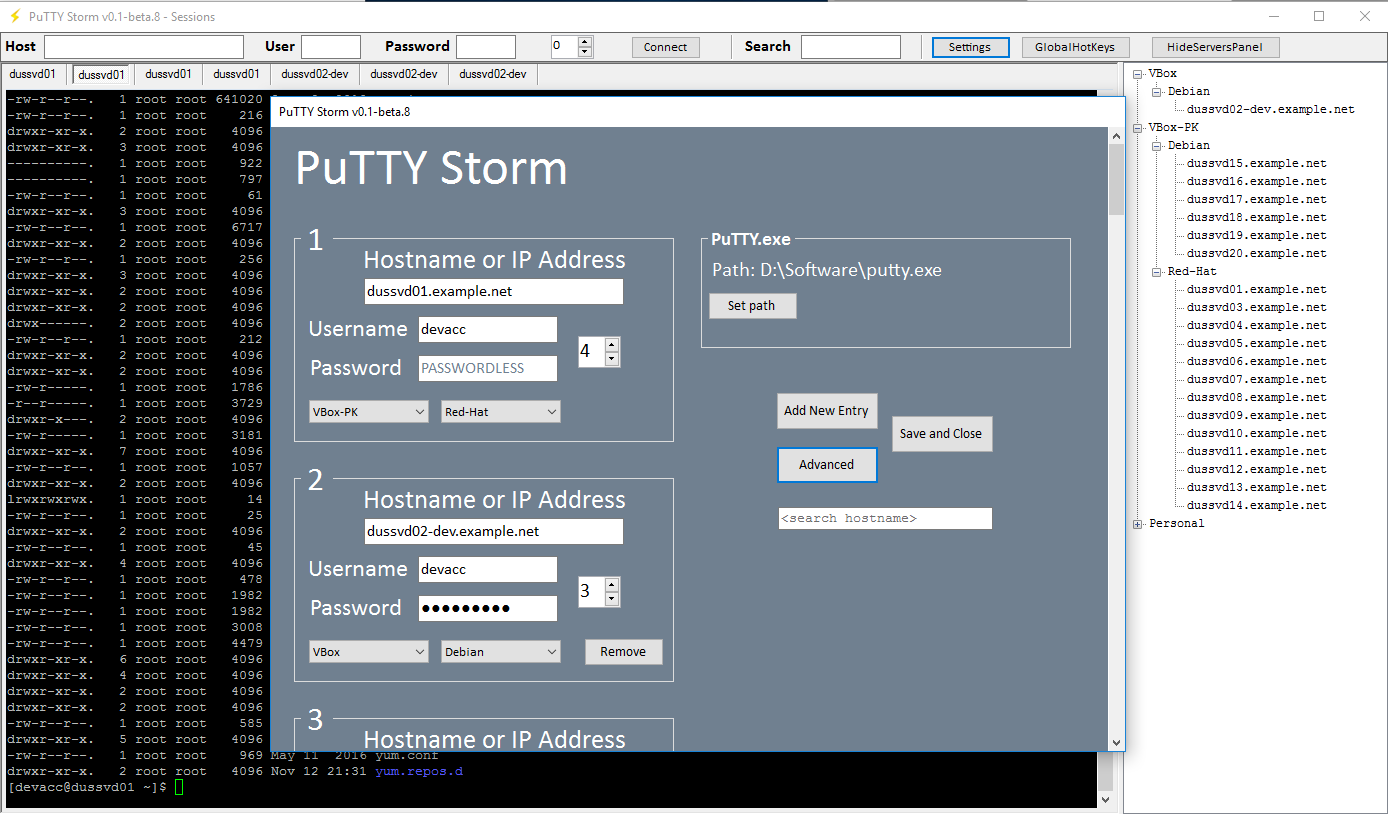 PuTTY Storm v0.1-beta.8 - Sessions
Host User Password 0 Connect Search Settings GlobalHotKeys HideServersPanel
dussvd01 dussvd01 dussvd01 dussvd01 dussvd02-dev dussvd02-dev dussvd02-dev
-rw-r--r--. 1 root root 641020
-rw-r--r--. 1 root root 216
drwxr-xr-x. 2 root root 4096
drwxr-xr-x. 3 root root 4096
----------. 1 root root 922
----------. 1 root root 797
-rw-r--r--. 1 root root 61
drwxr-xr-x. 3 root root 4096
-rw-r--r--. 1 root root 6717
drwxr-xr-x. 2 root root 4096
-rw-r--r--. 1 root root 256
drwxr-xr-x. 3 root root 4096
drwxr-xr-x. 2 root root 4096
drwxr-xr-x. 2 root root 4096
drwx------. 2 root root 4096
-rw-r--r--. 1 root root 212
drwxr-xr-x. 2 root root 4096
drwxr-xr-x. 2 root root 4096
-rw-r-----. 1 root root 1786
-r--r-----. 1 root root 3729
drwxr-x---. 2 root root 4096
-rw-r-----. 1 root root 3181
drwxr-xr-x. 7 root root 4096
-rw-r--r--. 1 root root 1057
drwxr-xr-x. 2 root root 4096
lrwxrwxrwx. 1 root root 14
-rw-r--r--. 1 root root 25
drwxr-xr-x. 2 root root 4096
-rw-r--r--. 1 root root 45
drwxr-xr-x. 4 root root 4096
-rw-r--r--. 1 root root 478
-rw-r--r--. 1 root root 1982
-rw-r--r--. 1 root root 1982
-rw-r--r--. 1 root root 3008
-rw-r--r--. 1 root root 4479
drwxr-xr-x. 6 root root 4096
drwxr-xr-x. 4 root root 4096
drwxr-xr-x. 2 root root 4096
drwxr-xr-x. 2 root root 4096
-rw-r--r--. 1 root root 585
drwxr-xr-x. 5 root root 4096
-rw-r--r--. 1 root root 969 May 11 2016 yum.conf
drwxr-xr-x. 2 root root 4096 Nov 12 21:31 yum.repos.d
[devacc@dussvd01 ~]$
PuTTY Storm v0.1-beta.8
PuTTY Storm
1
Hostname or IP Address
dussvd01.example.net
Username devacc
4
Password PASSWORDLESS
VBox-PK Red-Hat
2
Hostname or IP Address
dussvd02-dev.example.net
Username devacc
3
Password ●●●●●●●●●
VBox Debian Remove
3
Hostname or IP Address
PuTTY.exe
Path: D:\Software\putty.exe
Set path
Add New Entry
Save and Close
Advanced
<search hostname>
VBox
Debian
dussvd02-dev.example.net
VBox-PK
Debian
dussvd15.example.net
dussvd16.example.net
dussvd17.example.net
dussvd18.example.net
dussvd19.example.net
dussvd20.example.net
Red-Hat
dussvd01.example.net
dussvd03.example.net
dussvd04.example.net
dussvd05.example.net
dussvd06.example.net
dussvd07.example.net
dussvd08.example.net
dussvd09.example.net
dussvd10.example.net
dussvd11.example.net
dussvd12.example.net
dussvd13.example.net
dussvd14.example.net
Personal